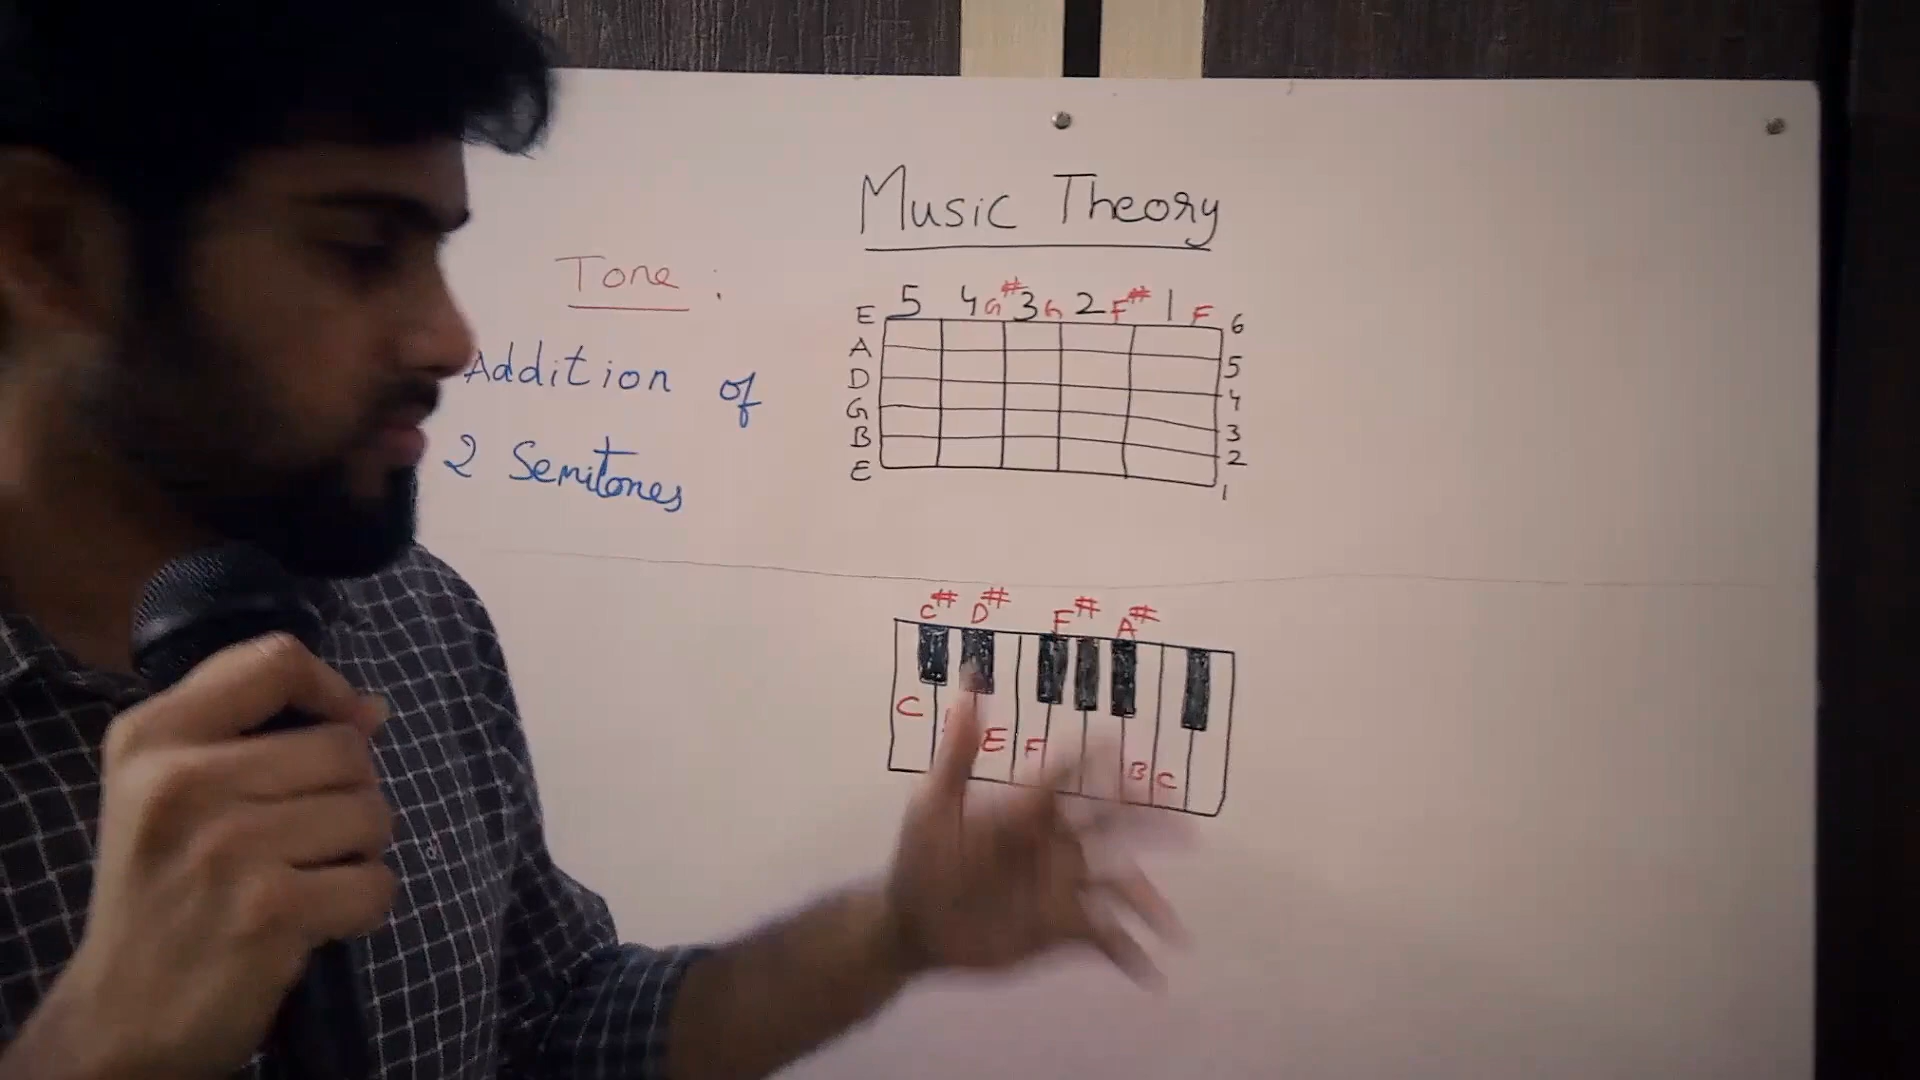 Music Theory
Tone :
Addition of
2 Semitones
5 4 G# 3 G 2 F# 1 F
E 6
A 5
D 4
G 3
B 2
E 1
C# D# F# A#
C E F B C